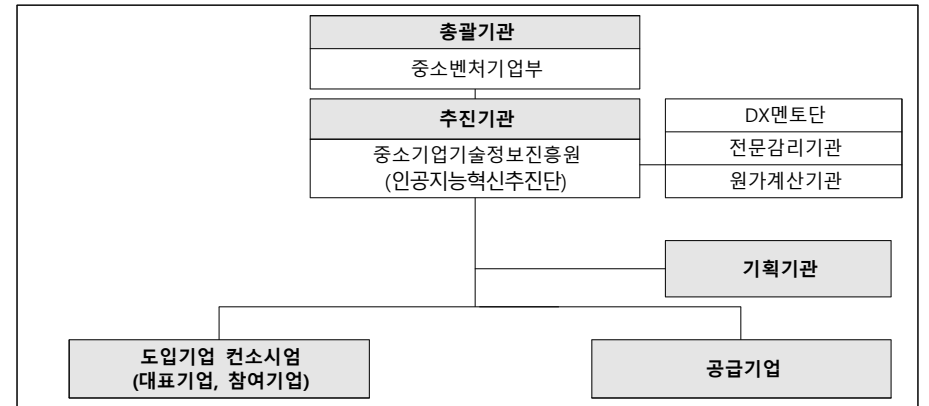 총괄기관
중소벤처기업부
추진기관
중소기업기술정보진흥원
(인공지능혁신추진단)
DX멘토단
전문감리기관
원가계산기관
기획기관
도입기업 컨소시엄
(대표기업, 참여기업)
공급기업